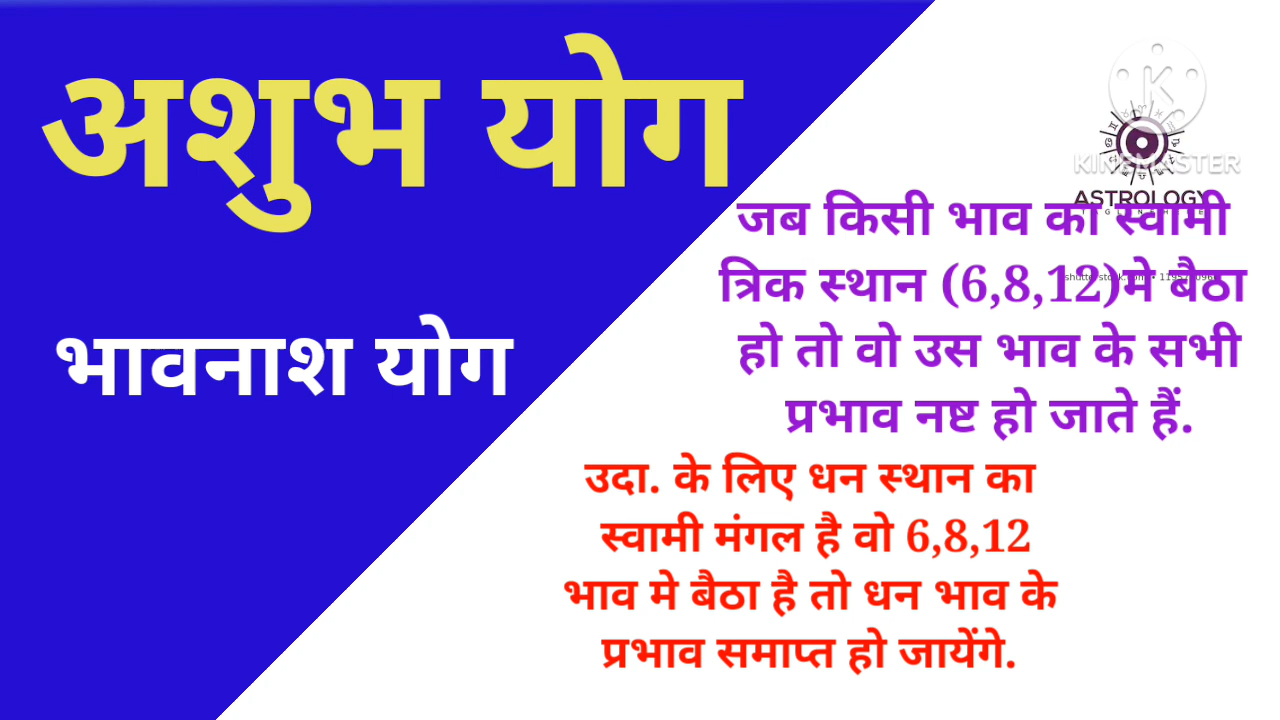 अशुभ योग
भावनाश योग
KINEMASTER
ASTROLOGY
जब किसी भाव का स्वामी
त्रिक स्थान (6,8,12)मे बैठा
हो तो वो उस भाव के सभी
प्रभाव नष्ट हो जाते हैं.
उदा. के लिए धन स्थान का
स्वामी मंगल है वो 6,8,12
भाव मे बैठा है तो धन भाव के
प्रभाव समाप्त हो जायेंगे.